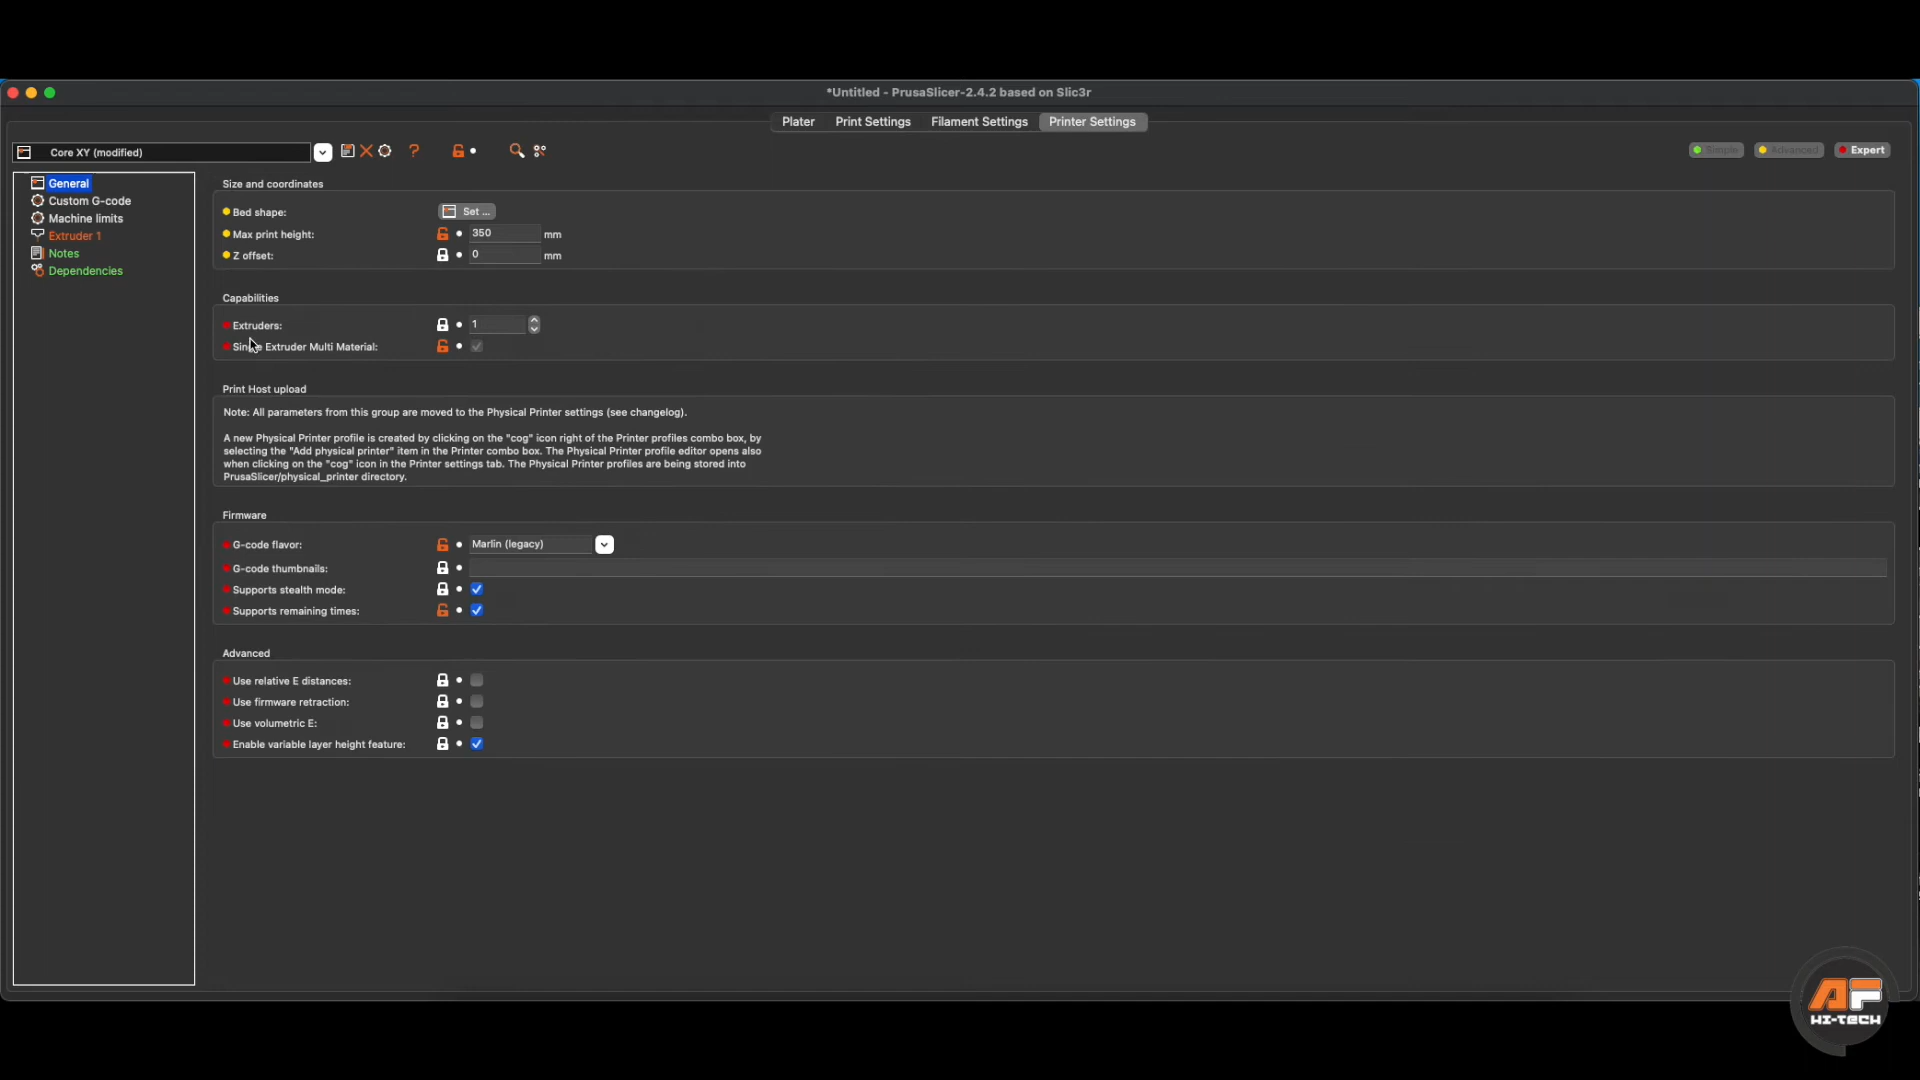 *Untitled - PrusaSlicer-2.4.2 based on Slic3r
Plater Print Settings Filament Settings Printer Settings
Core XY (modified)
? Simple Advanced Expert
General
Custom G-code
Machine limits
Extruder 1
Notes
Dependencies
Size and coordinates
Bed shape: Set ...
Max print height: 350 mm
Z offset: 0 mm
Capabilities
Extruders: 1
Single Extruder Multi Material:
Print Host upload
Note: All parameters from this group are moved to the Physical Printer settings (see changelog).
A new Physical Printer profile is created by clicking on the "cog" icon right of the Printer profiles combo box, by
selecting the "Add physical printer" item in the Printer combo box. The Physical Printer profile editor opens also
when clicking on the "cog" icon in the Printer settings tab. The Physical Printer profiles are being stored into
PrusaSlicer/physical_printer directory.
Firmware
G-code flavor: Marlin (legacy)
G-code thumbnails:
Supports stealth mode:
Supports remaining times:
Advanced
Use relative E distances:
Use firmware retraction:
Use volumetric E:
Enable variable layer height feature:
AF
HI-TECH